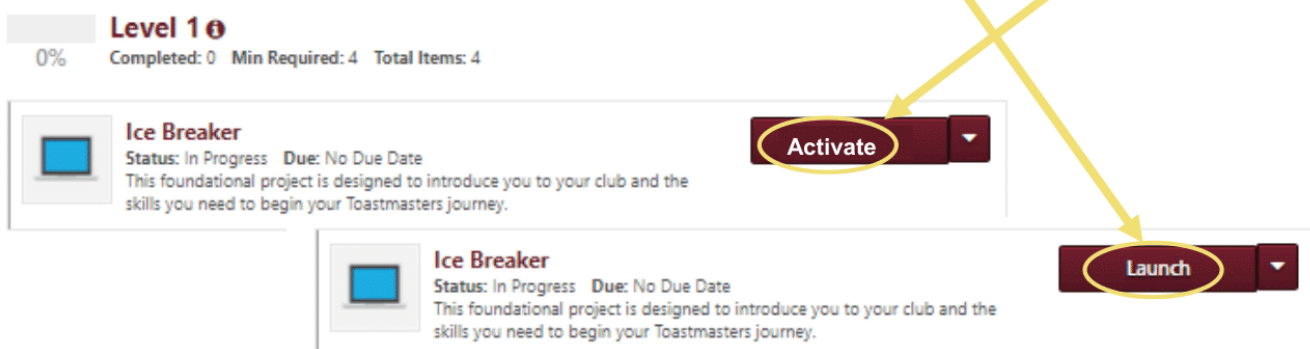 Level 1
0%
Completed: 0 Min Required: 4 Total Items: 4
Ice Breaker
Status: In Progress Due: No Due Date
This foundational project is designed to introduce you to your club and the
skills you need to begin your Toastmasters journey.
Activate
Ice Breaker
Status: In Progress Due: No Due Date
This foundational project is designed to introduce you to your club and the
skills you need to begin your Toastmasters journey.
Launch